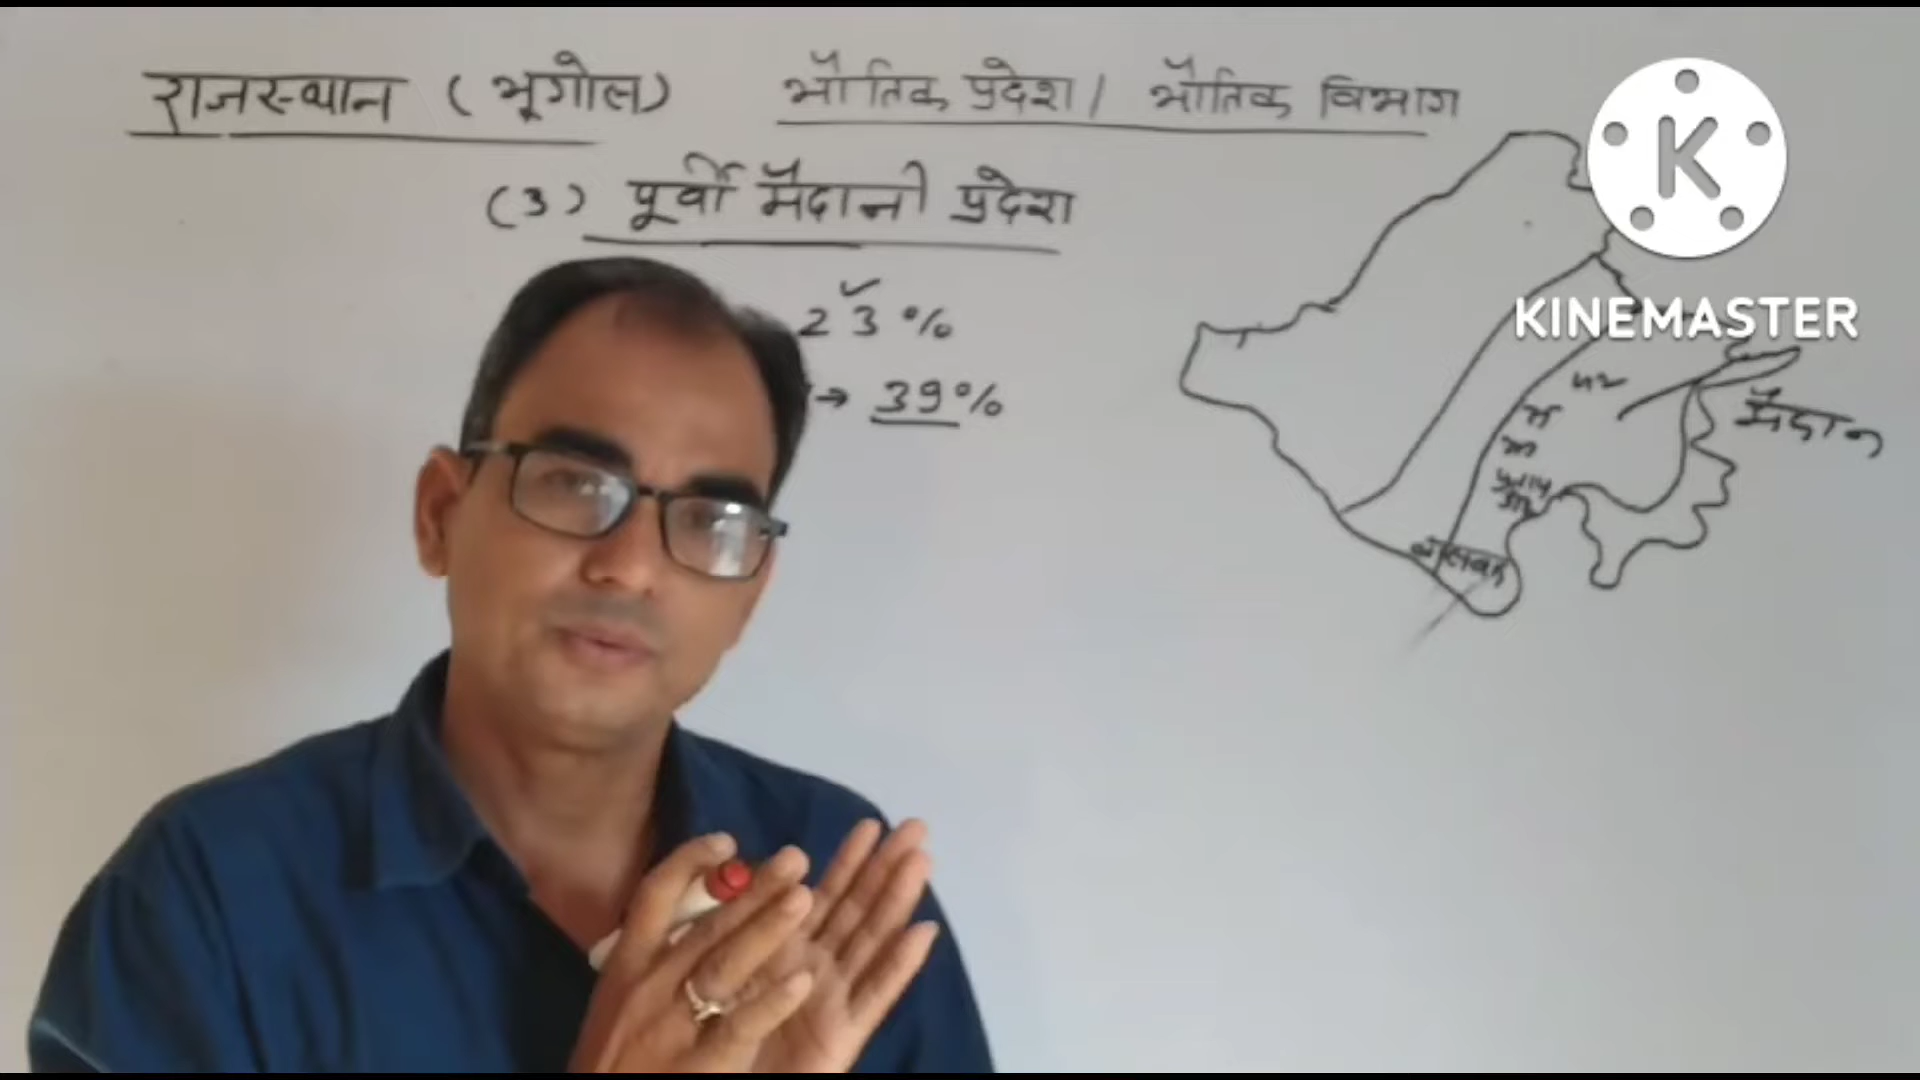 राजस्थान (भूगोल) भौतिक प्रदेश / भौतिक विभाग
(3) पूर्वी मैदानी प्रदेश
23%
→ 39%
KINEMASTER
मैदान